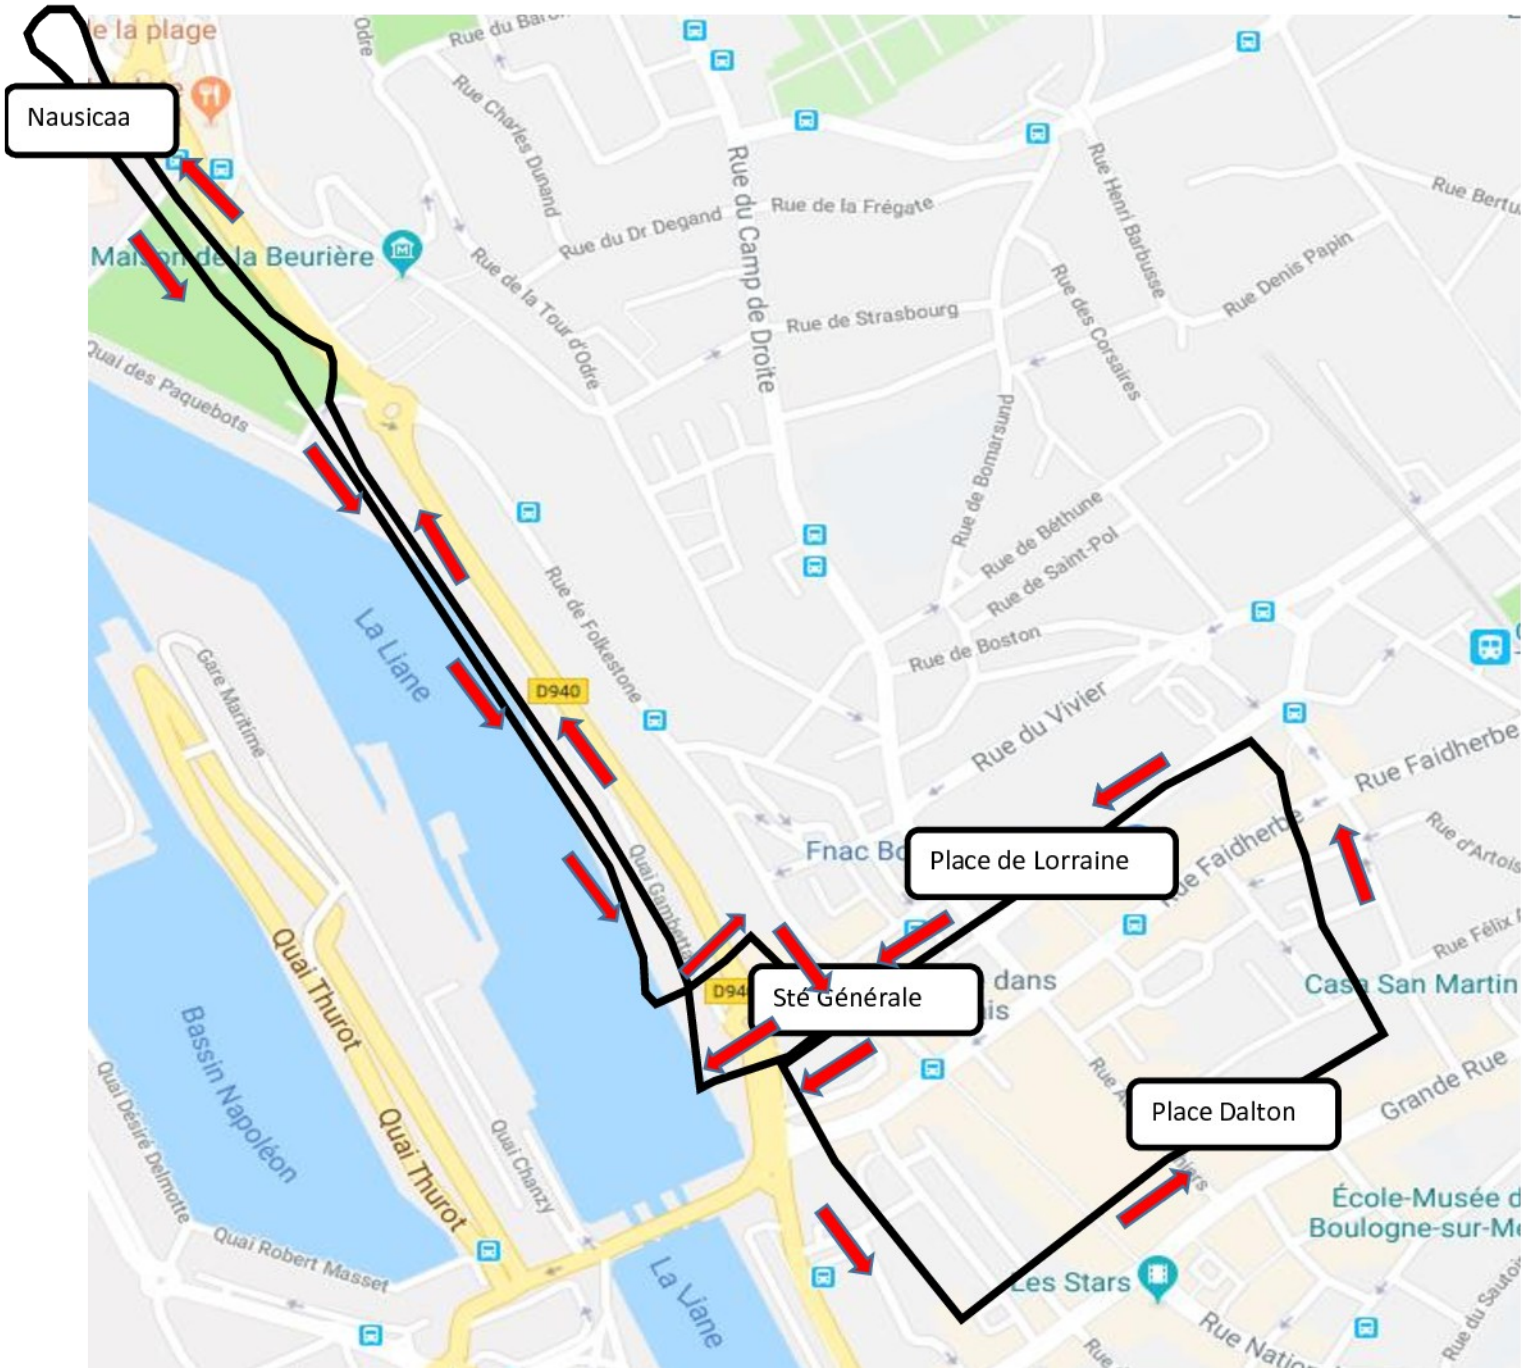 de la plage
Odre
Rue du Baron
Nausicaa
Rue Charles Dunand
Rue du Camp de Droite
Rue Henri Barbusse
Rue de la Frégate
Rue du Dr Degand
Maison de la Beurière
Rue de la Tour d'Odre
Rue de Strasbourg
Rue des Corsaires
Rue Denis Papin
Quai des Paquebots
Rue de Bomarsund
Rue de Béthune
Rue de Saint-Pol
Rue de Folkestone
La Liane
Gare Maritime
D940
Rue de Boston
Rue du Vivier
Rue Faidherbe
Rue Faidherbe
Rue d'Artois
Quai Gambetta
Fnac
Place de Lorraine
Rue Félix
Casa San Martin
D940
Sté Générale
dans
Quai Thurot
Bassin Napoléon
Quai Désiré Delmotte
Quai Thurot
Quai Chanzy
Place Dalton
Grande Rue
École-Musée d
Boulogne-sur-Me
Quai Robert Masset
La Liane
Les Stars
Rue Nation
Rue du Sautoir
Rue de